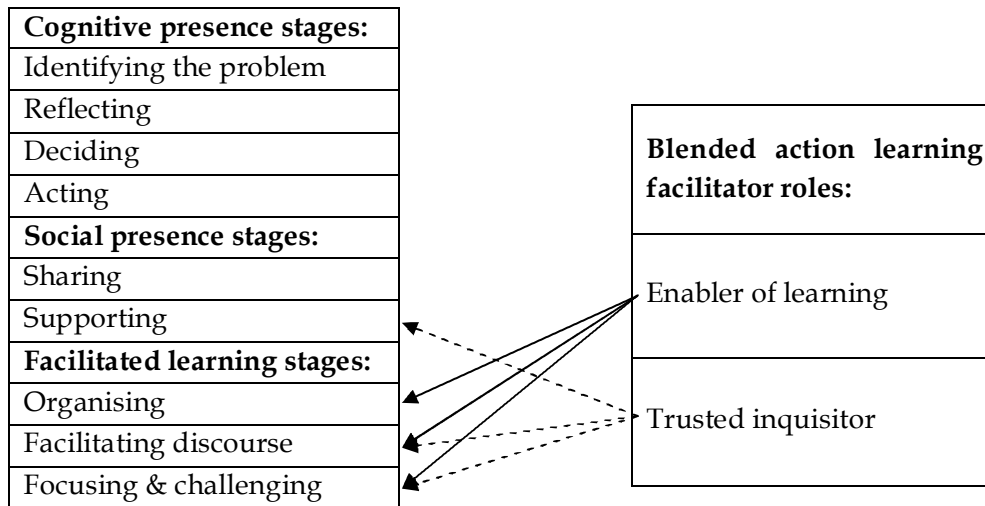 Cognitive presence stages:
Identifying the problem
Reflecting
Deciding
Acting
Social presence stages:
Sharing
Supporting
Facilitated learning stages:
Organising
Facilitating discourse
Focusing & challenging
Blended action learning
facilitator roles:
Enabler of learning
Trusted inquisitor